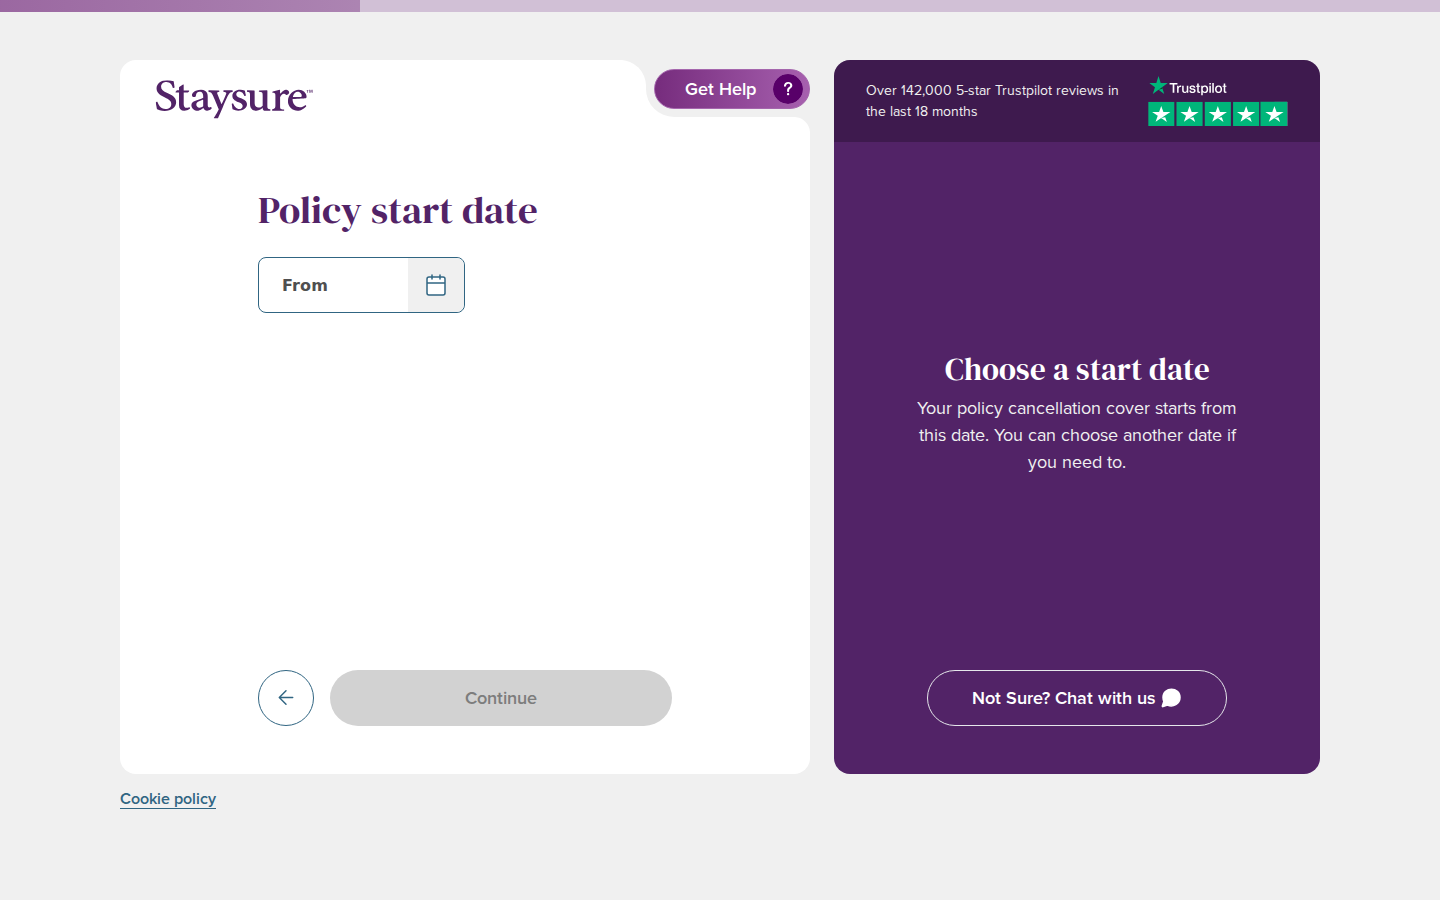 Staysure™
Get Help ?
Policy start date
From
Continue
Cookie policy
Over 142,000 5-star Trustpilot reviews in
the last 18 months
Trustpilot
Choose a start date
Your policy cancellation cover starts from
this date. You can choose another date if
you need to.
Not Sure? Chat with us